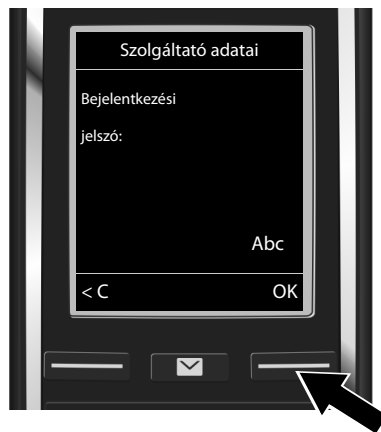 Szolgáltató adatai
Bejelentkezési
jelszó:
Abc
< C OK